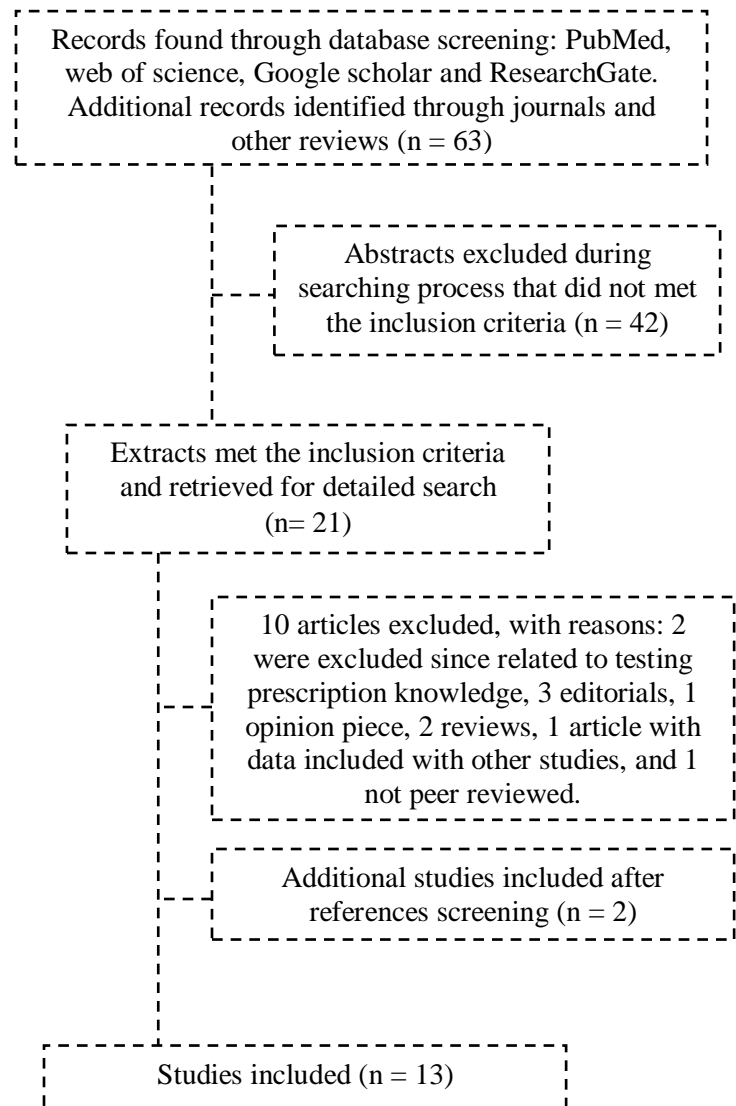 Records found through database screening: PubMed,
web of science, Google scholar and ResearchGate.
Additional records identified through journals and
other reviews (n = 63)
Abstracts excluded during
searching process that did not met
the inclusion criteria (n = 42)
Extracts met the inclusion criteria
and retrieved for detailed search
(n= 21)
10 articles excluded, with reasons: 2
were excluded since related to testing
prescription knowledge, 3 editorials, 1
opinion piece, 2 reviews, 1 article with
data included with other studies, and 1
not peer reviewed.
Additional studies included after
references screening (n = 2)
Studies included (n = 13)